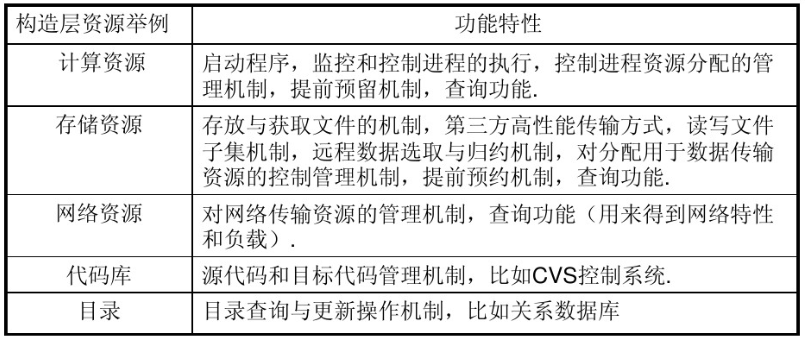 构造层资源举例 功能特性
计算资源 启动程序，监控和控制进程的执行，控制进程资源分配的管
理机制，提前预留机制，查询功能.
存储资源 存放与获取文件的机制，第三方高性能传输方式，读写文件
子集机制，远程数据选取与归约机制，对分配用于数据传输
资源的控制管理机制，提前预约机制，查询功能.
网络资源 对网络传输资源的管理机制，查询功能（用来得到网络特性
和负载）.
代码库 源代码和目标代码管理机制，比如CVS控制系统.
目录 目录查询与更新操作机制，比如关系数据库